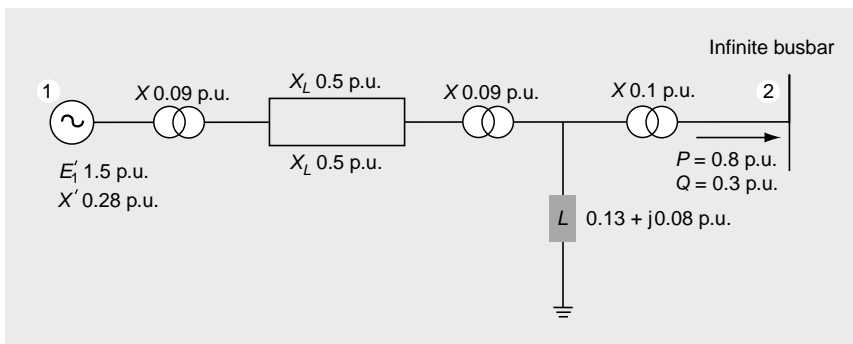 Infinite busbar
1
X 0.09 p.u.
X_L 0.5 p.u.
X 0.09 p.u.
X 0.1 p.u.
2
X_L 0.5 p.u.
E′₁ 1.5 p.u.
X′ 0.28 p.u.
P = 0.8 p.u.
Q = 0.3 p.u.
L
0.13 + j0.08 p.u.